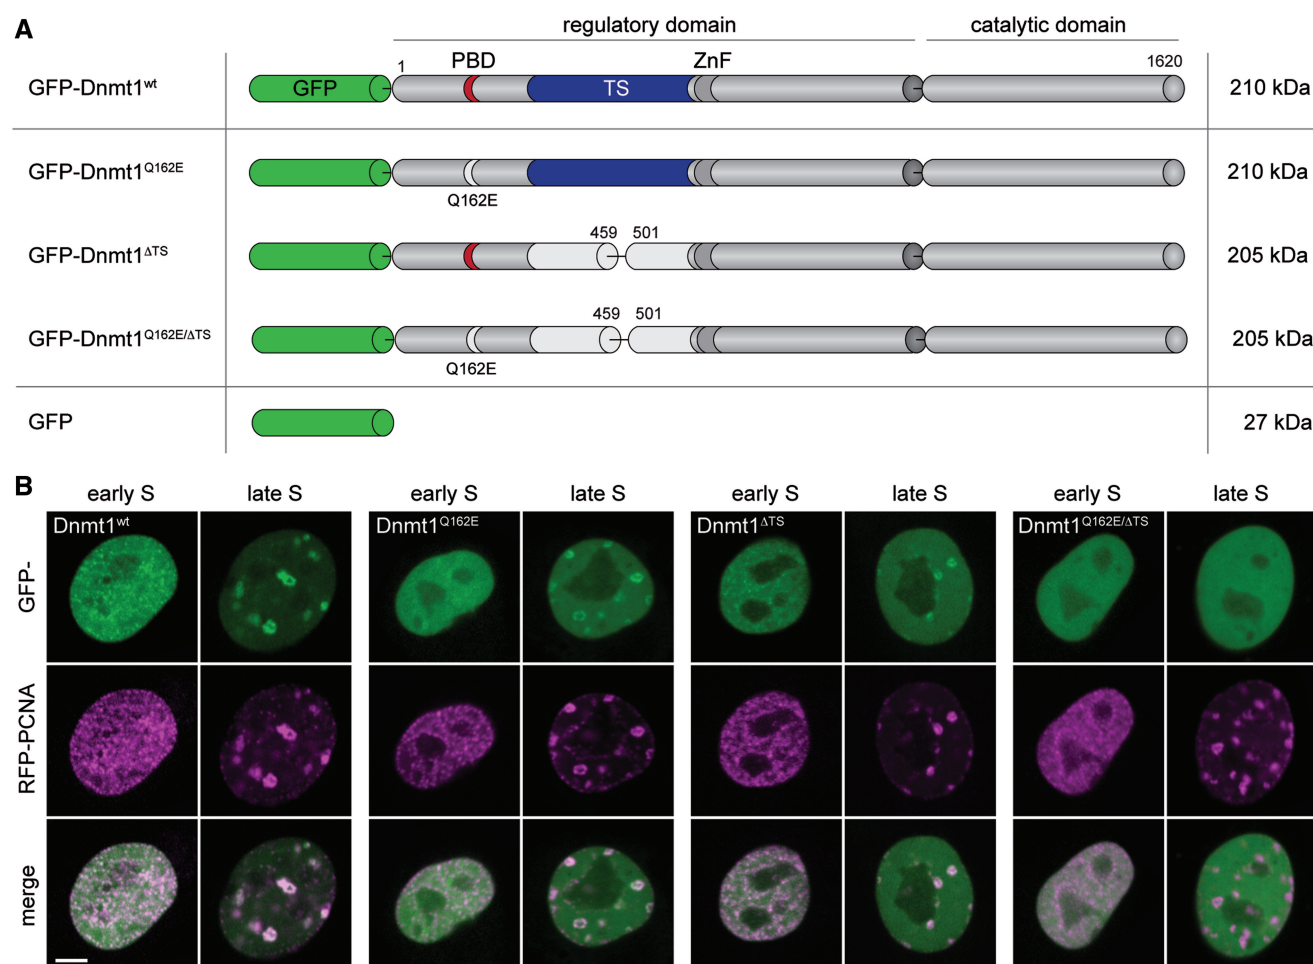 A
regulatory domain
catalytic domain
1
PBD
ZnF
1620
GFP-Dnmt1wt
GFP
TS
210 kDa
GFP-Dnmt1Q162E
210 kDa
Q162E
459
501
GFP-Dnmt1ΔTS
205 kDa
459
501
GFP-Dnmt1Q162E/ΔTS
205 kDa
Q162E
GFP
27 kDa
B
early S
late S
early S
late S
early S
late S
early S
late S
GFP-
Dnmt1wt
Dnmt1Q162E
Dnmt1ΔTS
Dnmt1Q162E/ΔTS
RFP-PCNA
merge